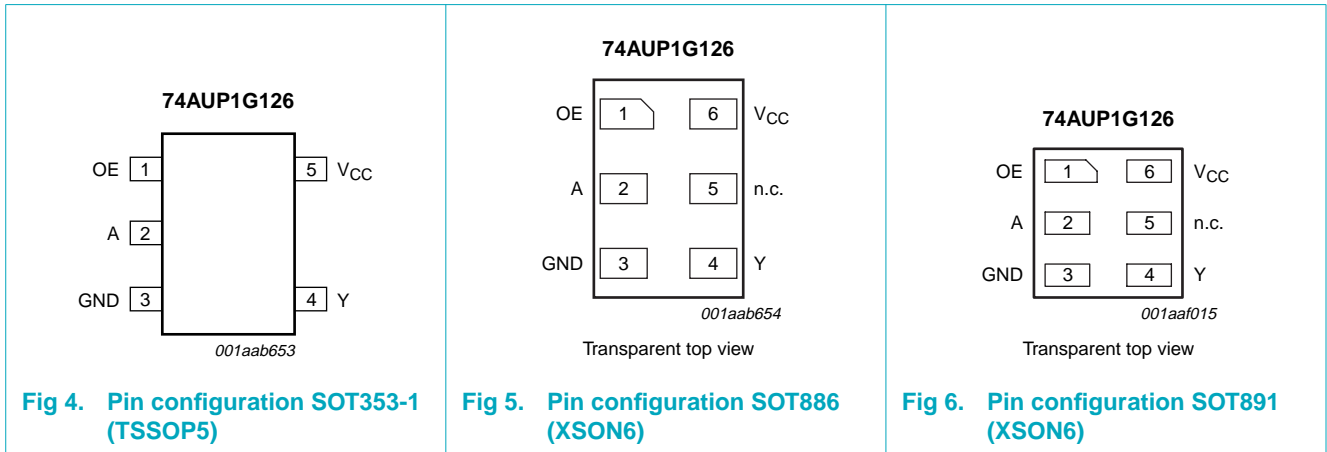 74AUP1G126
OE 1 5 VCC
A 2
GND 3 4 Y
001aab653
Fig 4. Pin configuration SOT353-1
(TSSOP5)
74AUP1G126
OE 1 6 VCC
A 2 5 n.c.
GND 3 4 Y
001aab654
Transparent top view
Fig 5. Pin configuration SOT886
(XSON6)
74AUP1G126
OE 1 6 VCC
A 2 5 n.c.
GND 3 4 Y
001aaf015
Transparent top view
Fig 6. Pin configuration SOT891
(XSON6)